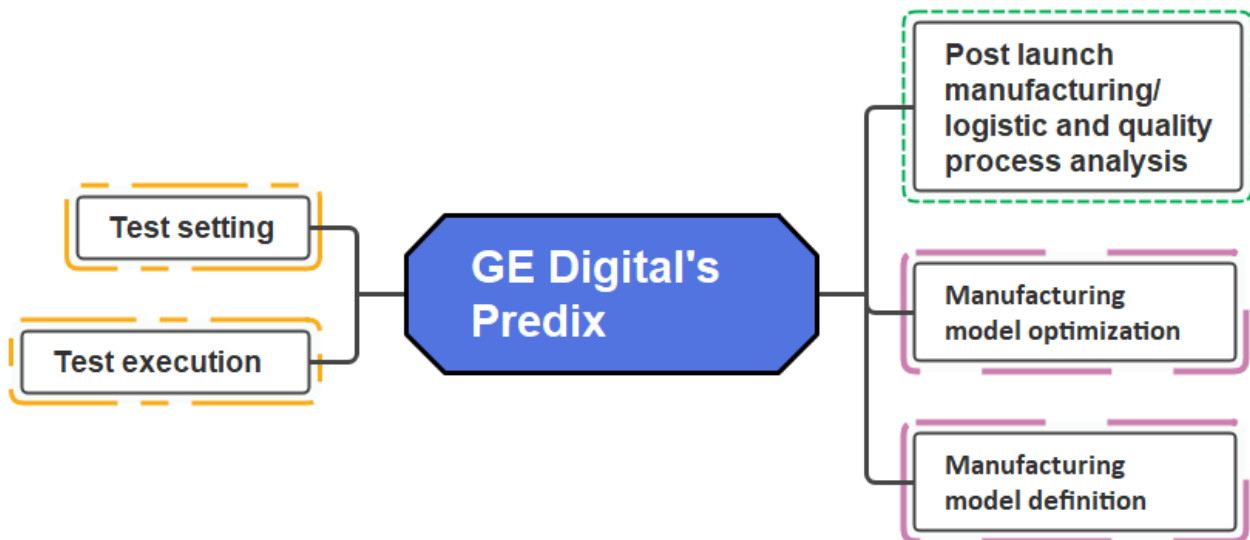 Test setting
Test execution
GE Digital's
Predix
Post launch
manufacturing/
logistic and quality
process analysis
Manufacturing
model optimization
Manufacturing
model definition